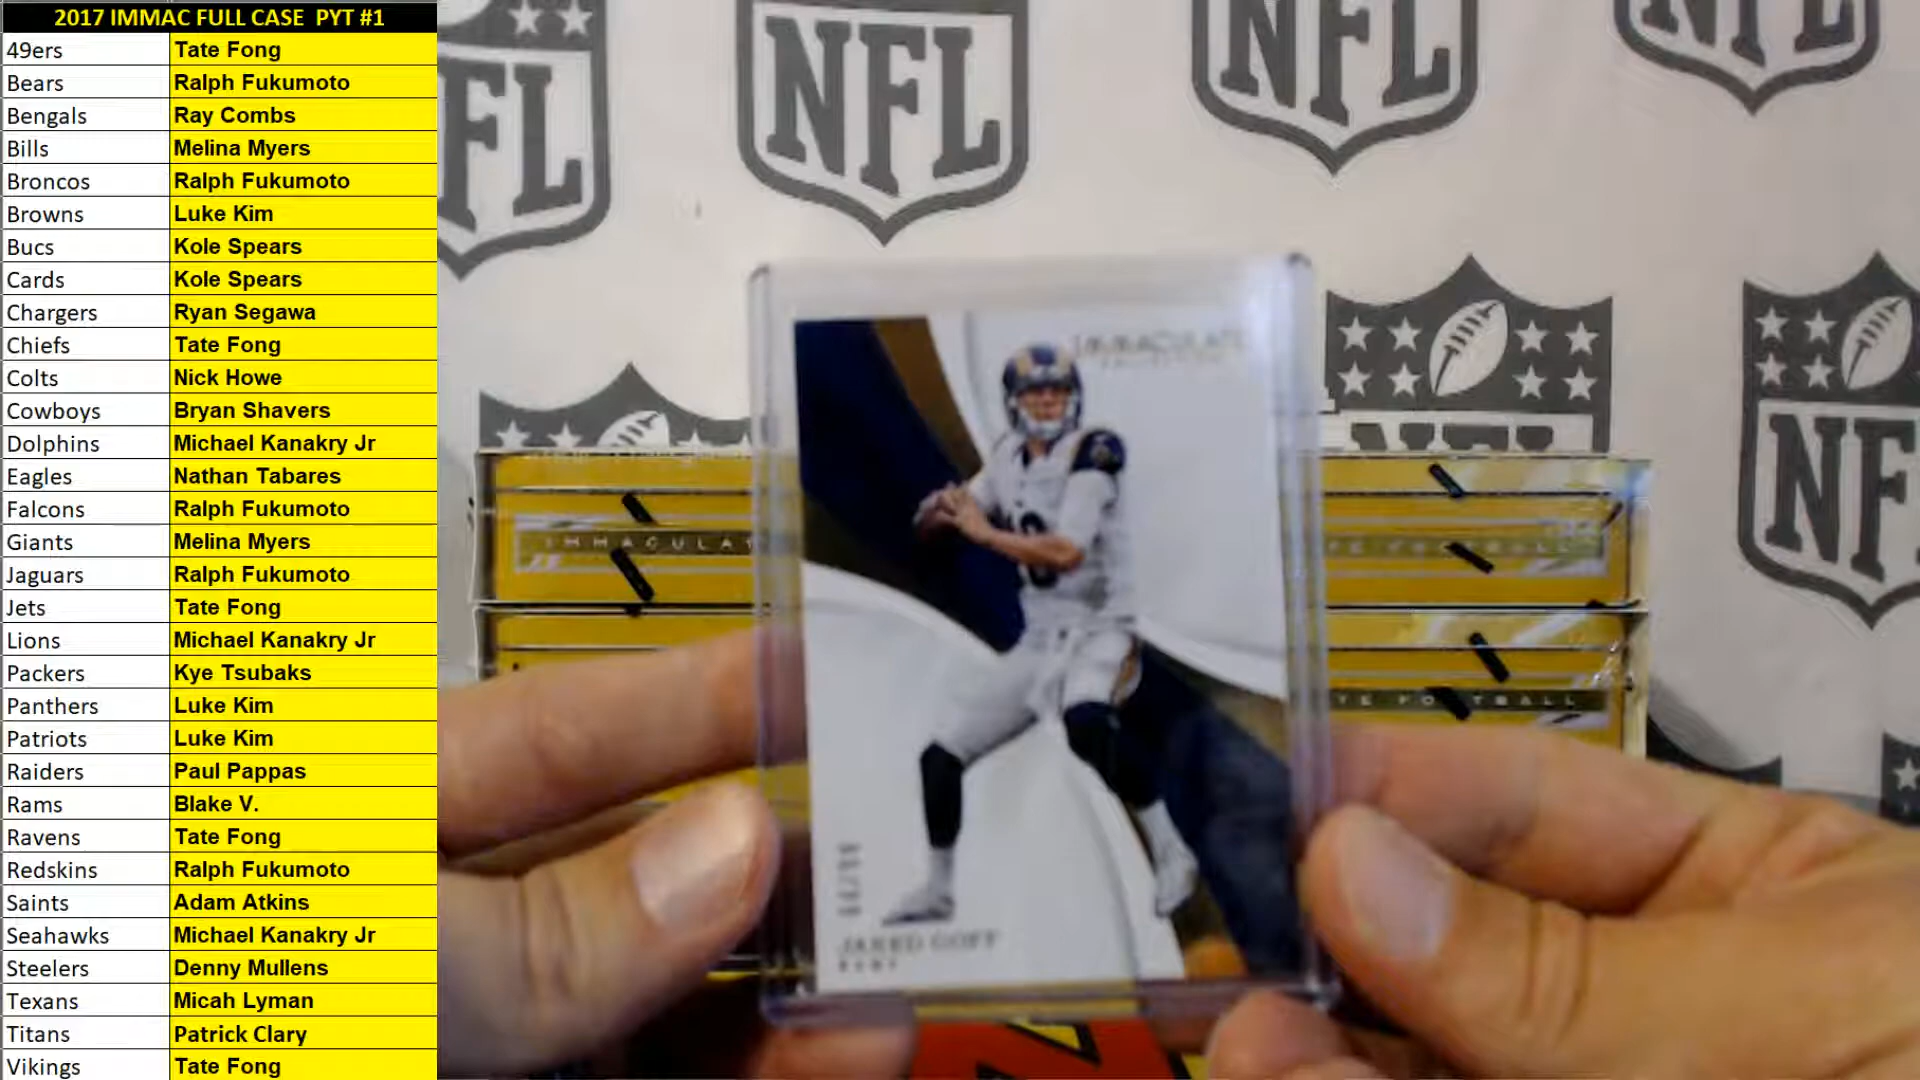 2017 IMMAC FULL CASE PYT #1
49ers Tate Fong
Bears Ralph Fukumoto
Bengals Ray Combs
Bills Melina Myers
Broncos Ralph Fukumoto
Browns Luke Kim
Bucs Kole Spears
Cards Kole Spears
Chargers Ryan Segawa
Chiefs Tate Fong
Colts Nick Howe
Cowboys Bryan Shavers
Dolphins Michael Kanakry Jr
Eagles Nathan Tabares
Falcons Ralph Fukumoto
Giants Melina Myers
Jaguars Ralph Fukumoto
Jets Tate Fong
Lions Michael Kanakry Jr
Packers Kye Tsubaks
Panthers Luke Kim
Patriots Luke Kim
Raiders Paul Pappas
Rams Blake V.
Ravens Tate Fong
Redskins Ralph Fukumoto
Saints Adam Atkins
Seahawks Michael Kanakry Jr
Steelers Denny Mullens
Texans Micah Lyman
Titans Patrick Clary
Vikings Tate Fong
NFL
NFL
NFL
IMMACULATE
JARED GOFF
RAMS
FOOTBALL